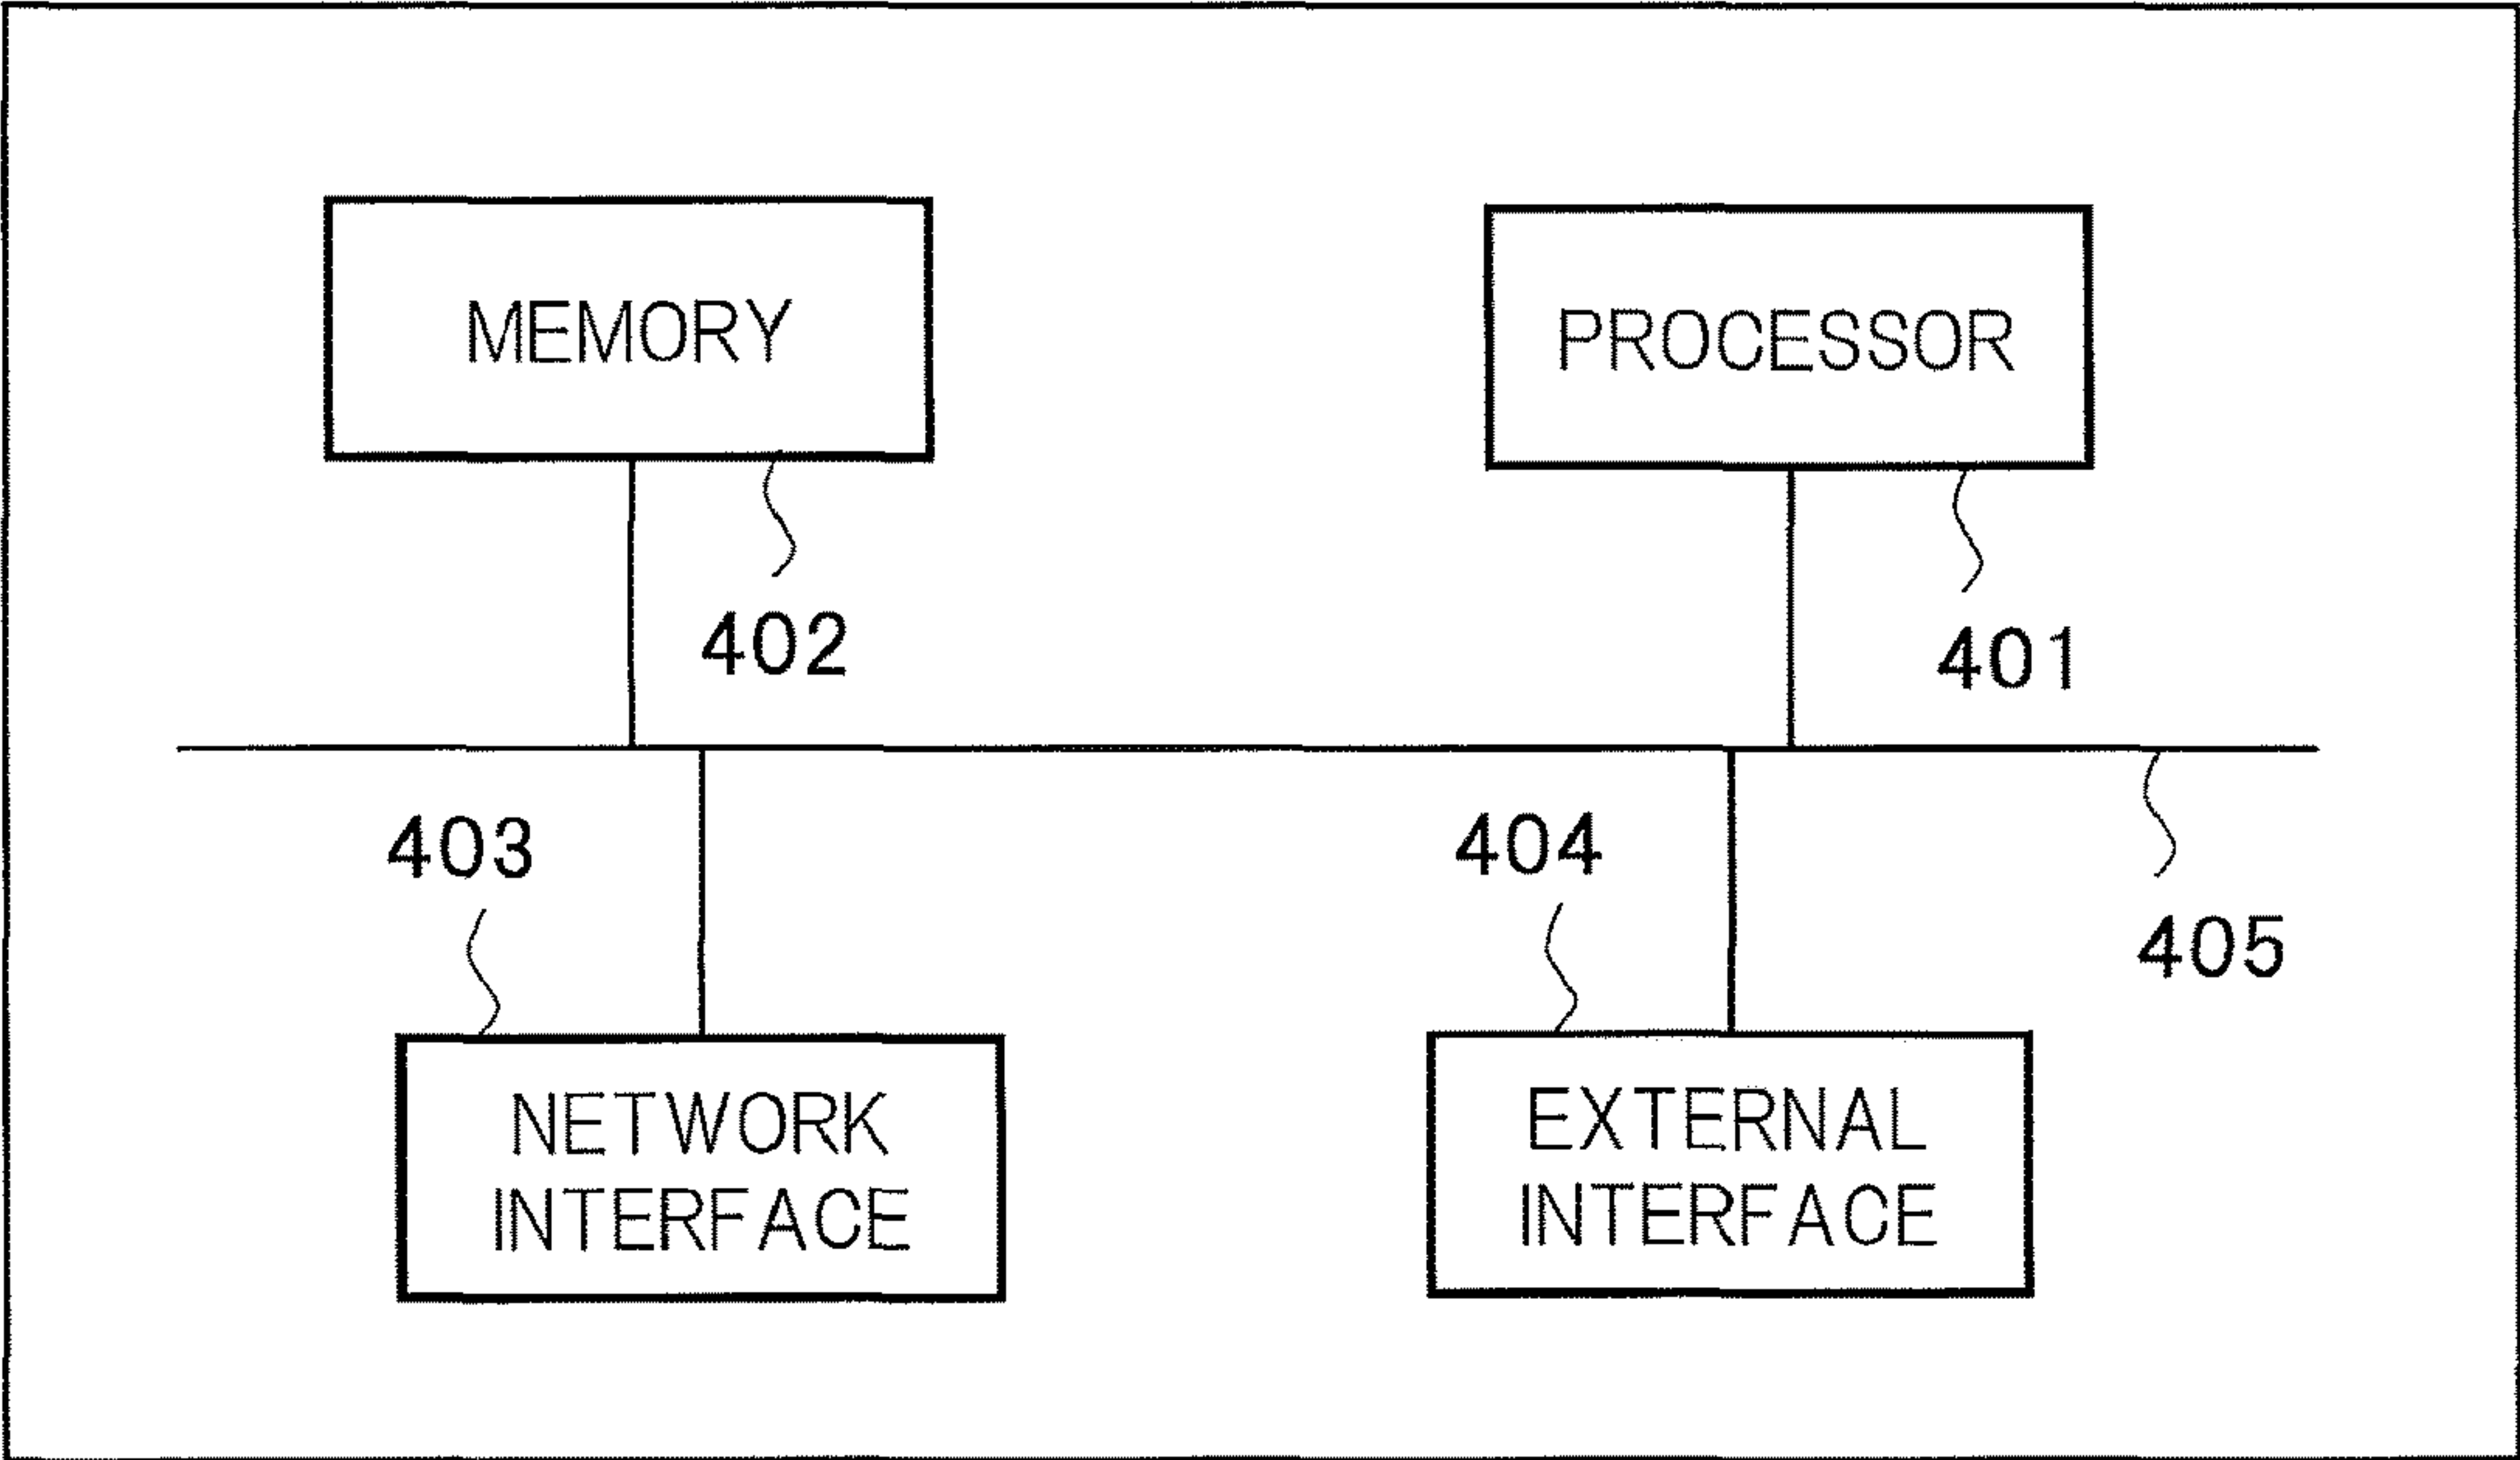 MEMORY
PROCESSOR
402
401
403
404
405
NETWORK
INTERFACE
EXTERNAL
INTERFACE